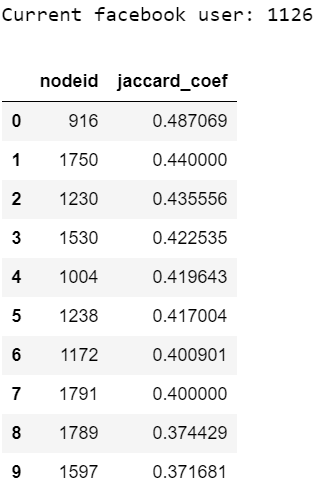 Current facebook user: 1126
nodeid jaccard_coef
0 916 0.487069
1 1750 0.440000
2 1230 0.435556
3 1530 0.422535
4 1004 0.419643
5 1238 0.417004
6 1172 0.400901
7 1791 0.400000
8 1789 0.374429
9 1597 0.371681